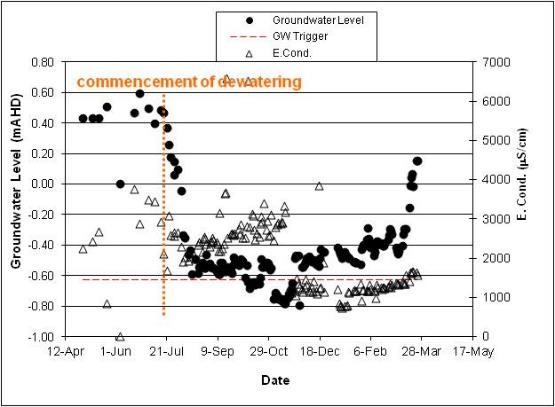 Groundwater Level
GW Trigger
E.Cond.
commencement of dewatering
0.80
0.60
0.40
0.20
0.00
-0.20
-0.40
-0.60
-0.80
-1.00
Groundwater Level (mAHD)
7000
6000
5000
4000
3000
2000
1000
0
E. Cond. (µS/cm)
12-Apr 1-Jun 21-Jul 9-Sep 29-Oct 18-Dec 6-Feb 28-Mar 17-May
Date